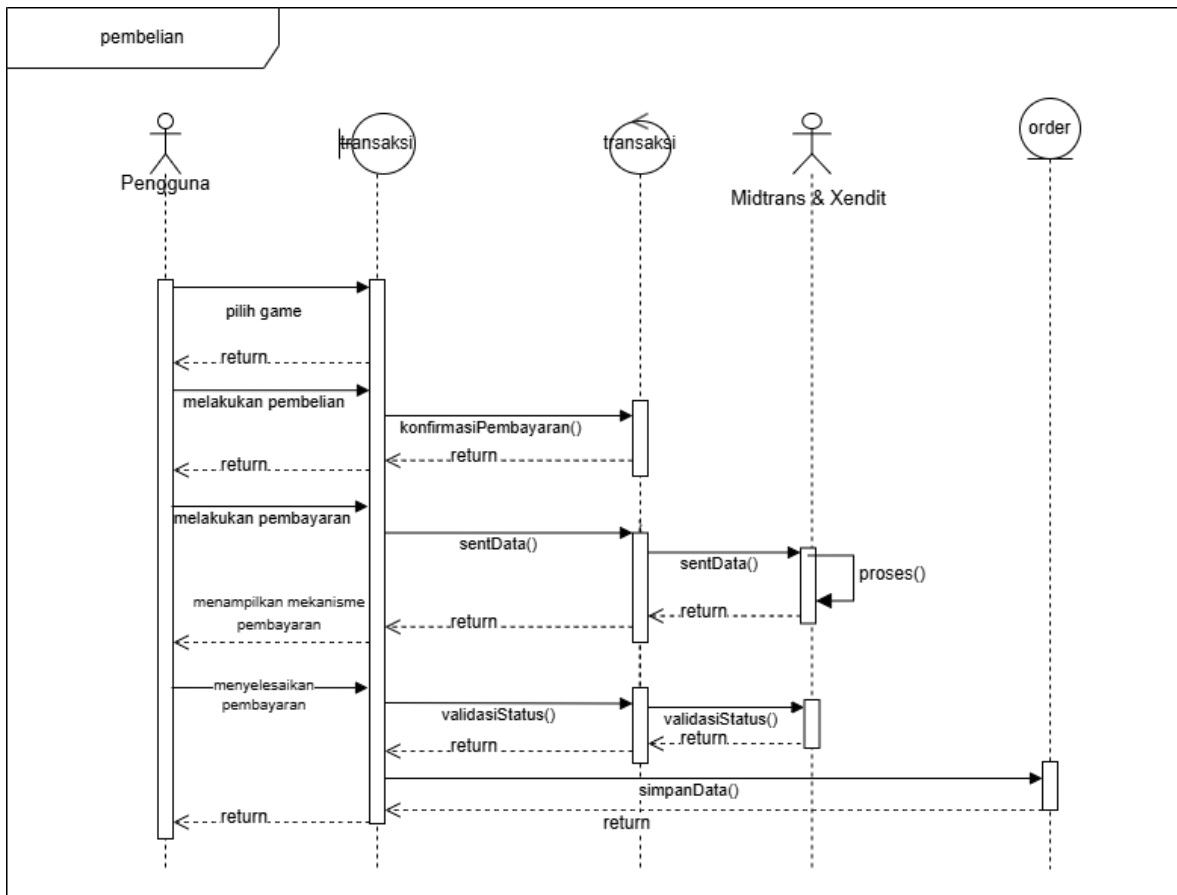 pembelian
transaksi
transaksi
order
Pengguna
Midtrans & Xendit
pilih game
return
melakukan pembelian
konfirmasiPembayaran()
return
return
melakukan pembayaran
sentData()
sentData()
proses()
menampilkan mekanisme
pembayaran
return
return
menyelesaikan
pembayaran
validasiStatus()
validasiStatus()
return
return
simpanData()
return
return